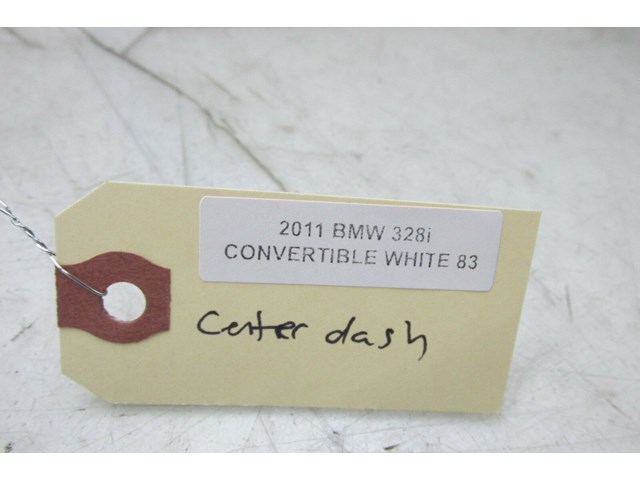 2011 BMW 328i
CONVERTIBLE WHITE 83
Center dash